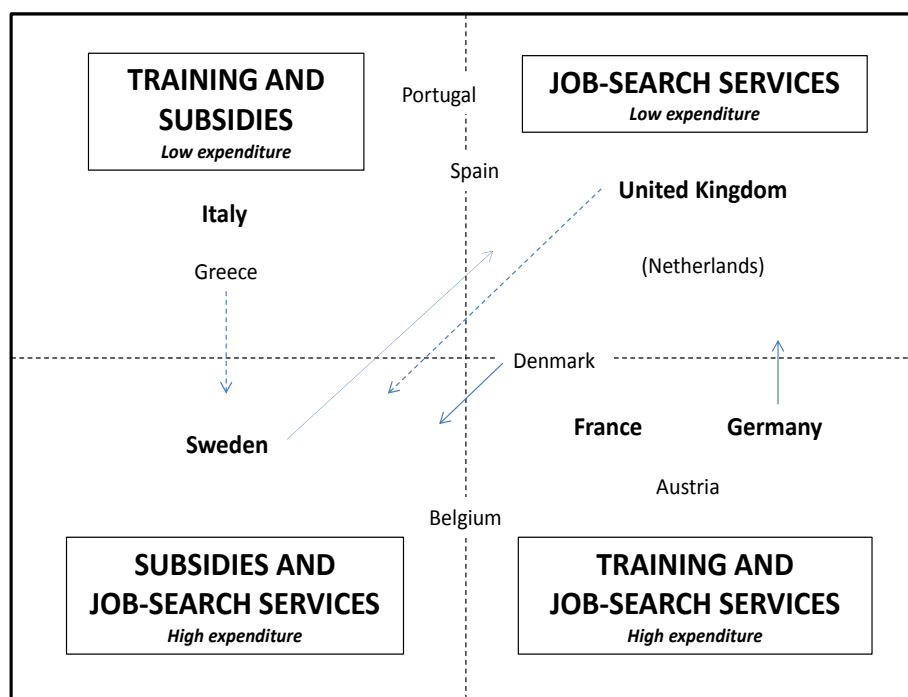 TRAINING AND
SUBSIDIES
Low expenditure
Portugal
JOB-SEARCH SERVICES
Low expenditure
Spain
United Kingdom
Italy
Greece
(Netherlands)
Denmark
Sweden
France
Germany
Austria
Belgium
SUBSIDIES AND
JOB-SEARCH SERVICES
High expenditure
TRAINING AND
JOB-SEARCH SERVICES
High expenditure